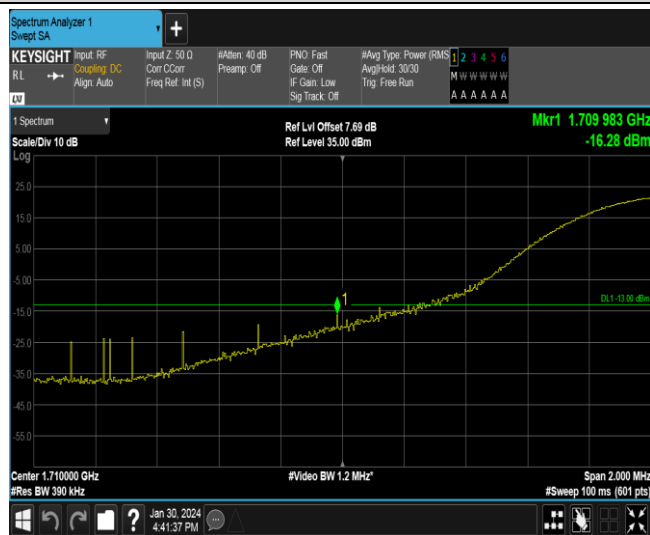 Spectrum Analyzer 1
Swept SA
KEYSIGHT
RL
LXI
Input: RF
Coupling: DC
Align: Auto
Input Z: 50 Ω
Corr CCorr
Freq Ref: Int (S)
#Atten: 40 dB
Preamp: Off
PNO: Fast
Gate: Off
IF Gain: Low
Sig Track: Off
#Avg Type: Power (RMS
Avg|Hold: 30/30
Trig: Free Run
1 2 3 4 5 6
M W W W W W
A A A A A A
1 Spectrum
Scale/Div 10 dB
Log
Ref Lvl Offset 7.69 dB
Ref Level 35.00 dBm
Mkr1 1.709 983 GHz
-16.28 dBm
25.0
15.0
5.00
-5.00
-15.0
-25.0
-35.0
-45.0
-55.0
1
DL1 -13.00 dBm
Center 1.710000 GHz
#Res BW 390 kHz
#Video BW 1.2 MHz*
Span 2.000 MHz
#Sweep 100 ms (601 pts)
?
Jan 30, 2024
4:41:37 PM